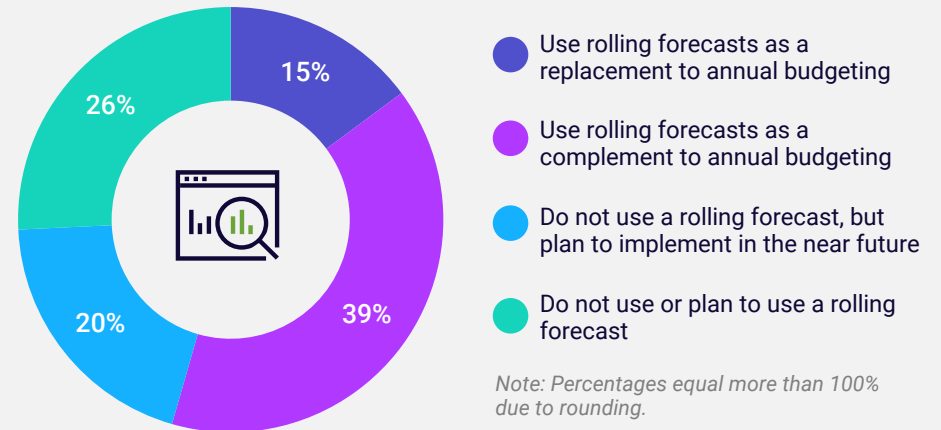 15%
26%
39%
20%
Use rolling forecasts as a
replacement to annual budgeting
Use rolling forecasts as a
complement to annual budgeting
Do not use a rolling forecast, but
plan to implement in the near future
Do not use or plan to use a rolling
forecast
Note: Percentages equal more than 100%
due to rounding.